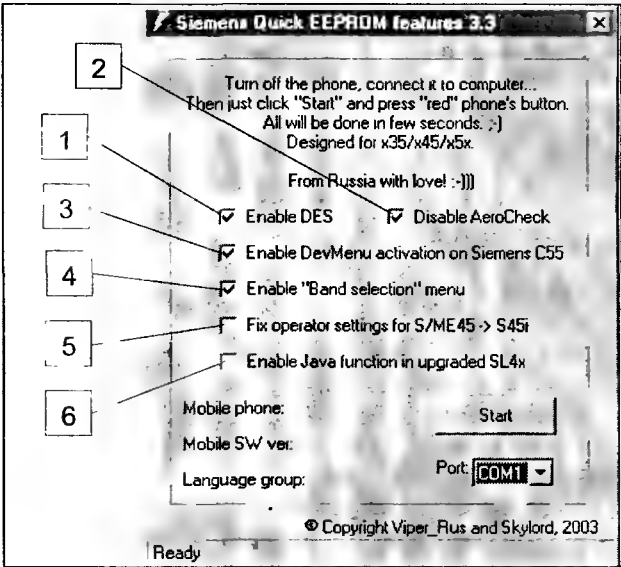 Siemens Quick EEPROM features 3.3
2
Turn off the phone, connect it to computer...
Then just click "Start" and press "red" phone's button.
All will be done in few seconds. ;-)
Designed for x35/x45/x5x.
1
From Russia with love! :-)))
3
Enable DES
Disable AeroCheck
Enable DevMenu activation on Siemens C55
4
Enable "Band selection" menu
5
Fix operator settings for S/ME45 -> S45i
Enable Java function in upgraded SL4x
6
Mobile phone:
Start
Mobile SW ver:
Port: COM1
Language group:
© Copyright Viper_Rus and Skylord, 2003
Ready